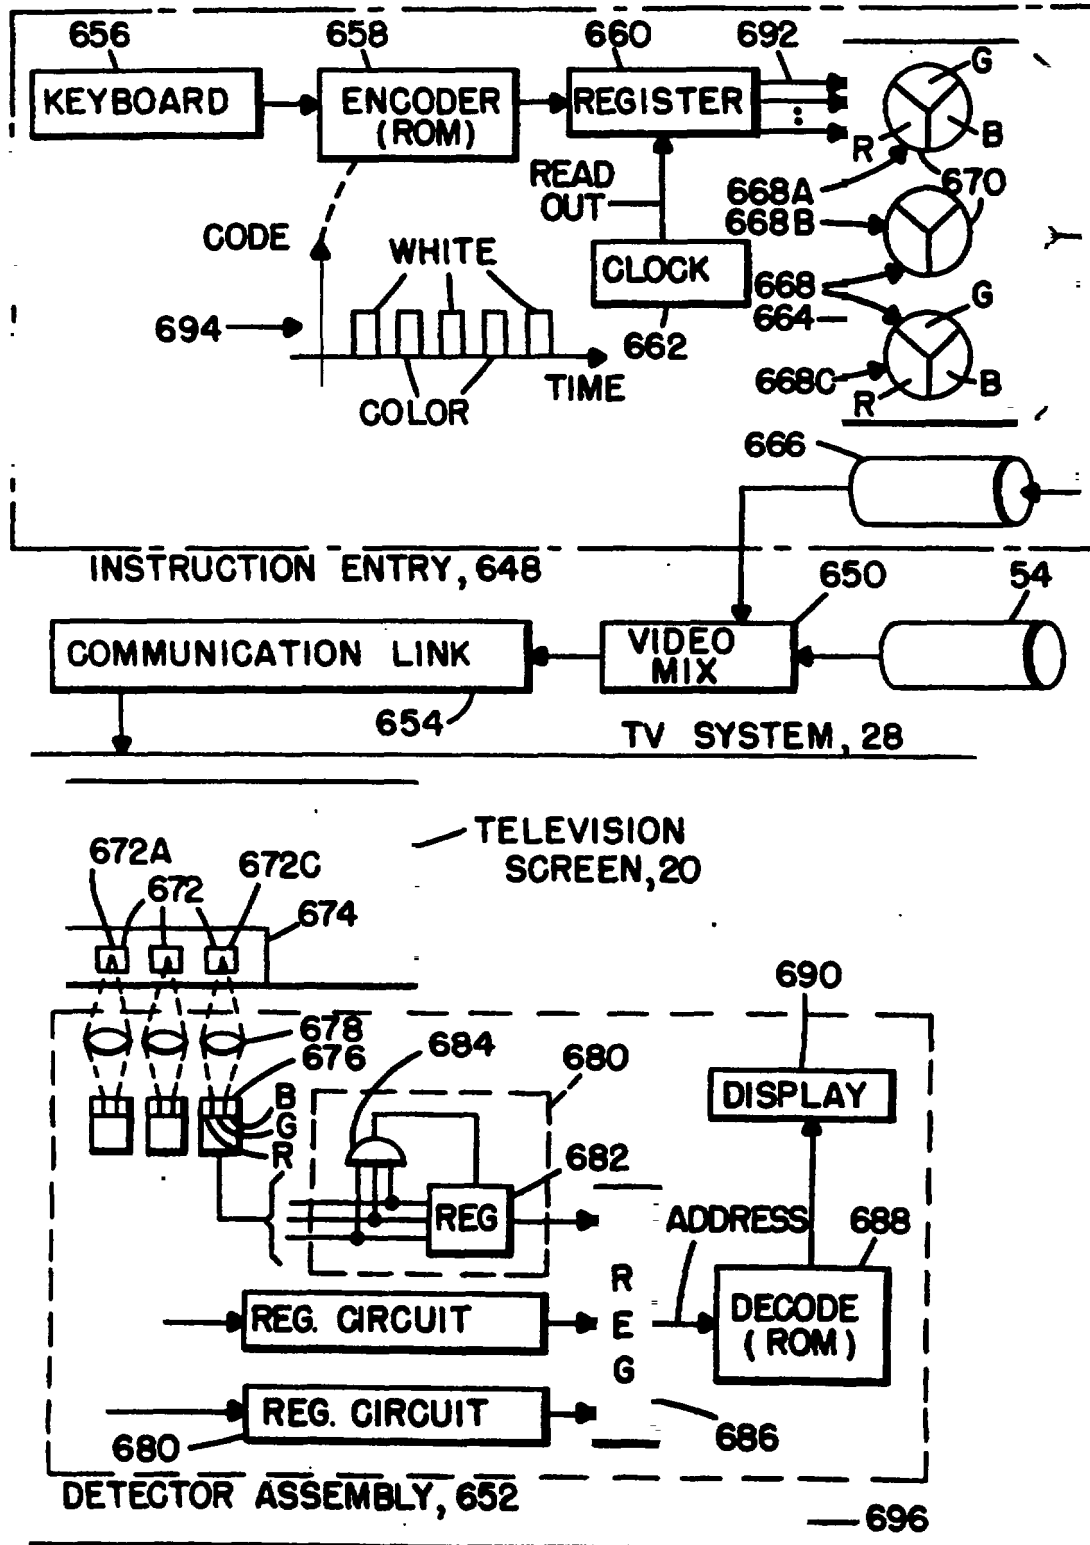 656 658 660 692
KEYBOARD
ENCODER
(ROM)
REGISTER
G
R
B
READ
OUT
668A
670
668B
CODE
WHITE
CLOCK
668
664
G
694
662
TIME
668C
R
B
COLOR
666
INSTRUCTION ENTRY, 648
650
54
COMMUNICATION LINK
VIDEO
MIX
654
TV SYSTEM, 28
TELEVISION
SCREEN, 20
672A
672
672C
674
690
678
676
684
680
B
G
R
DISPLAY
682
REG
ADDRESS
688
REG
DECODE
(ROM)
REG. CIRCUIT
REG. CIRCUIT
680
686
DETECTOR ASSEMBLY, 652
696